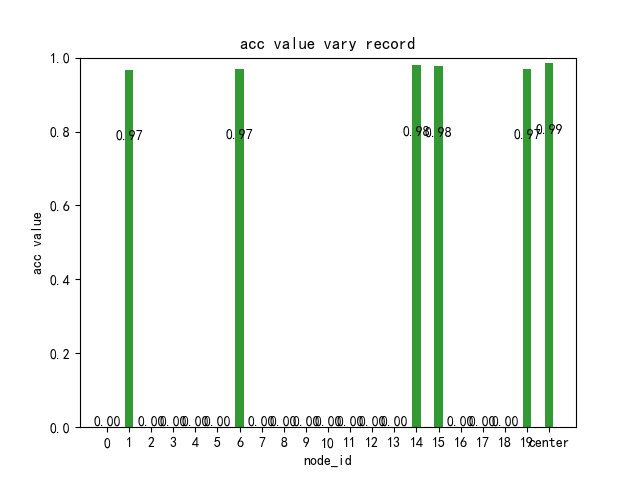 acc value vary record
1.0
0.8
0.6
0.4
0.2
0.0
acc value
0.97 0.97 0.98 0.98 0.97 0.99
0.00 0.00 0.00 0.00 0.00 0.00 0.00 0.00 0.00 0.00 0.00 0.00 0.00 0.00 0.00
0 1 2 3 4 5 6 7 8 9 10 11 12 13 14 15 16 17 18 19 center
node_id